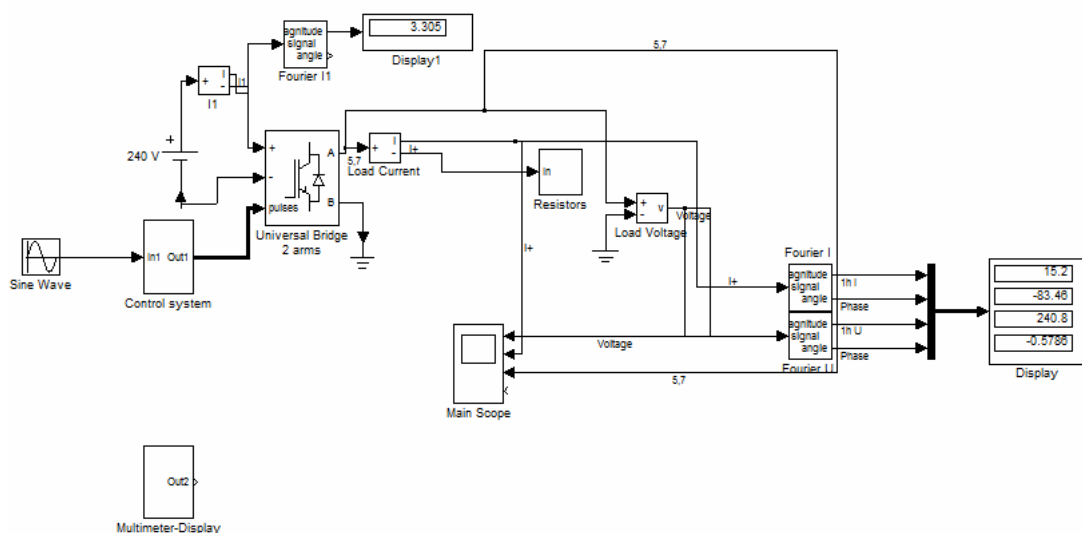 agnitude
signal
angle
Fourier I1
3.305
Display1
5,7
+
i
-
I1
I1
+
240 V
+
-
pulses
A
B
Universal Bridge
2 arms
5,7
+
i
-
I+
Load Current
In
Resistors
+
-
v
Voltage
Load Voltage
Sine Wave
In1
Out1
Control system
I+
I+
Fourier I
agnitude
signal
angle
1h I
Phase
agnitude
signal
angle
1h U
Phase
Fourier U
15.2
-83.46
240.8
-0.5786
Display
Voltage
5,7
Main Scope
Out2
Multimeter-Display